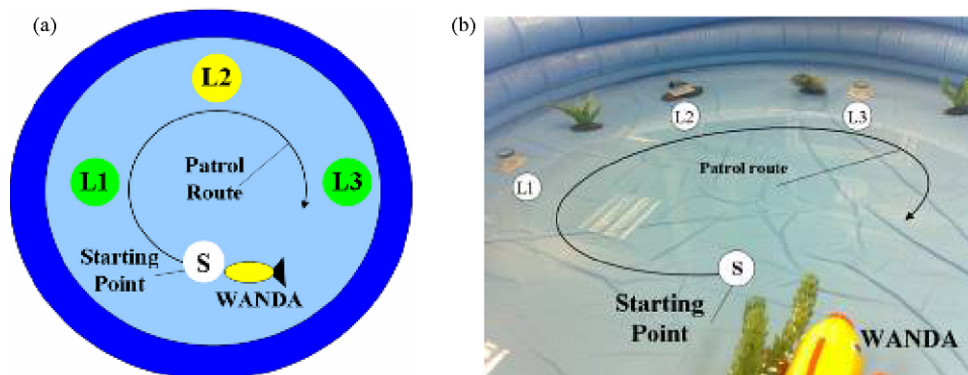 (a)
L2
Patrol
Route
L1
L3
Starting
Point
S
WANDA
(b)
L2
L3
L1
Patrol route
S
Starting
Point
WANDA